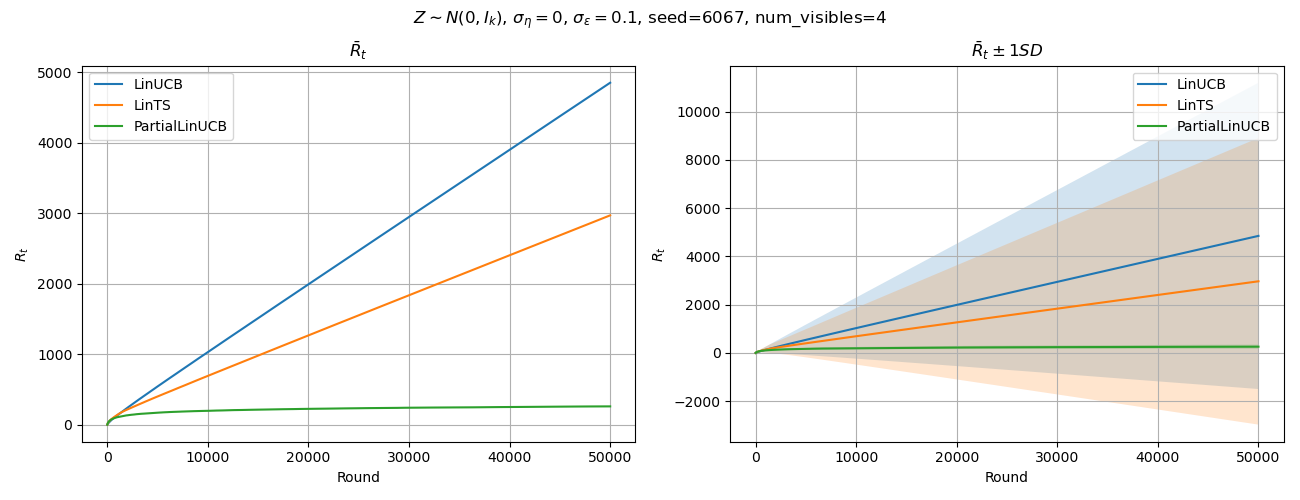 Z ∼ N(0, I_k), σ_η = 0, σ_ε = 0.1, seed=6067, num_visibles=4
R̄_t
LinUCB
LinTS
PartialLinUCB
5000
4000
3000
2000
1000
0
R_t
0 10000 20000 30000 40000 50000
Round
R̄_t ± 1SD
LinUCB
LinTS
PartialLinUCB
10000
8000
6000
4000
2000
0
−2000
R_t
0 10000 20000 30000 40000 50000
Round